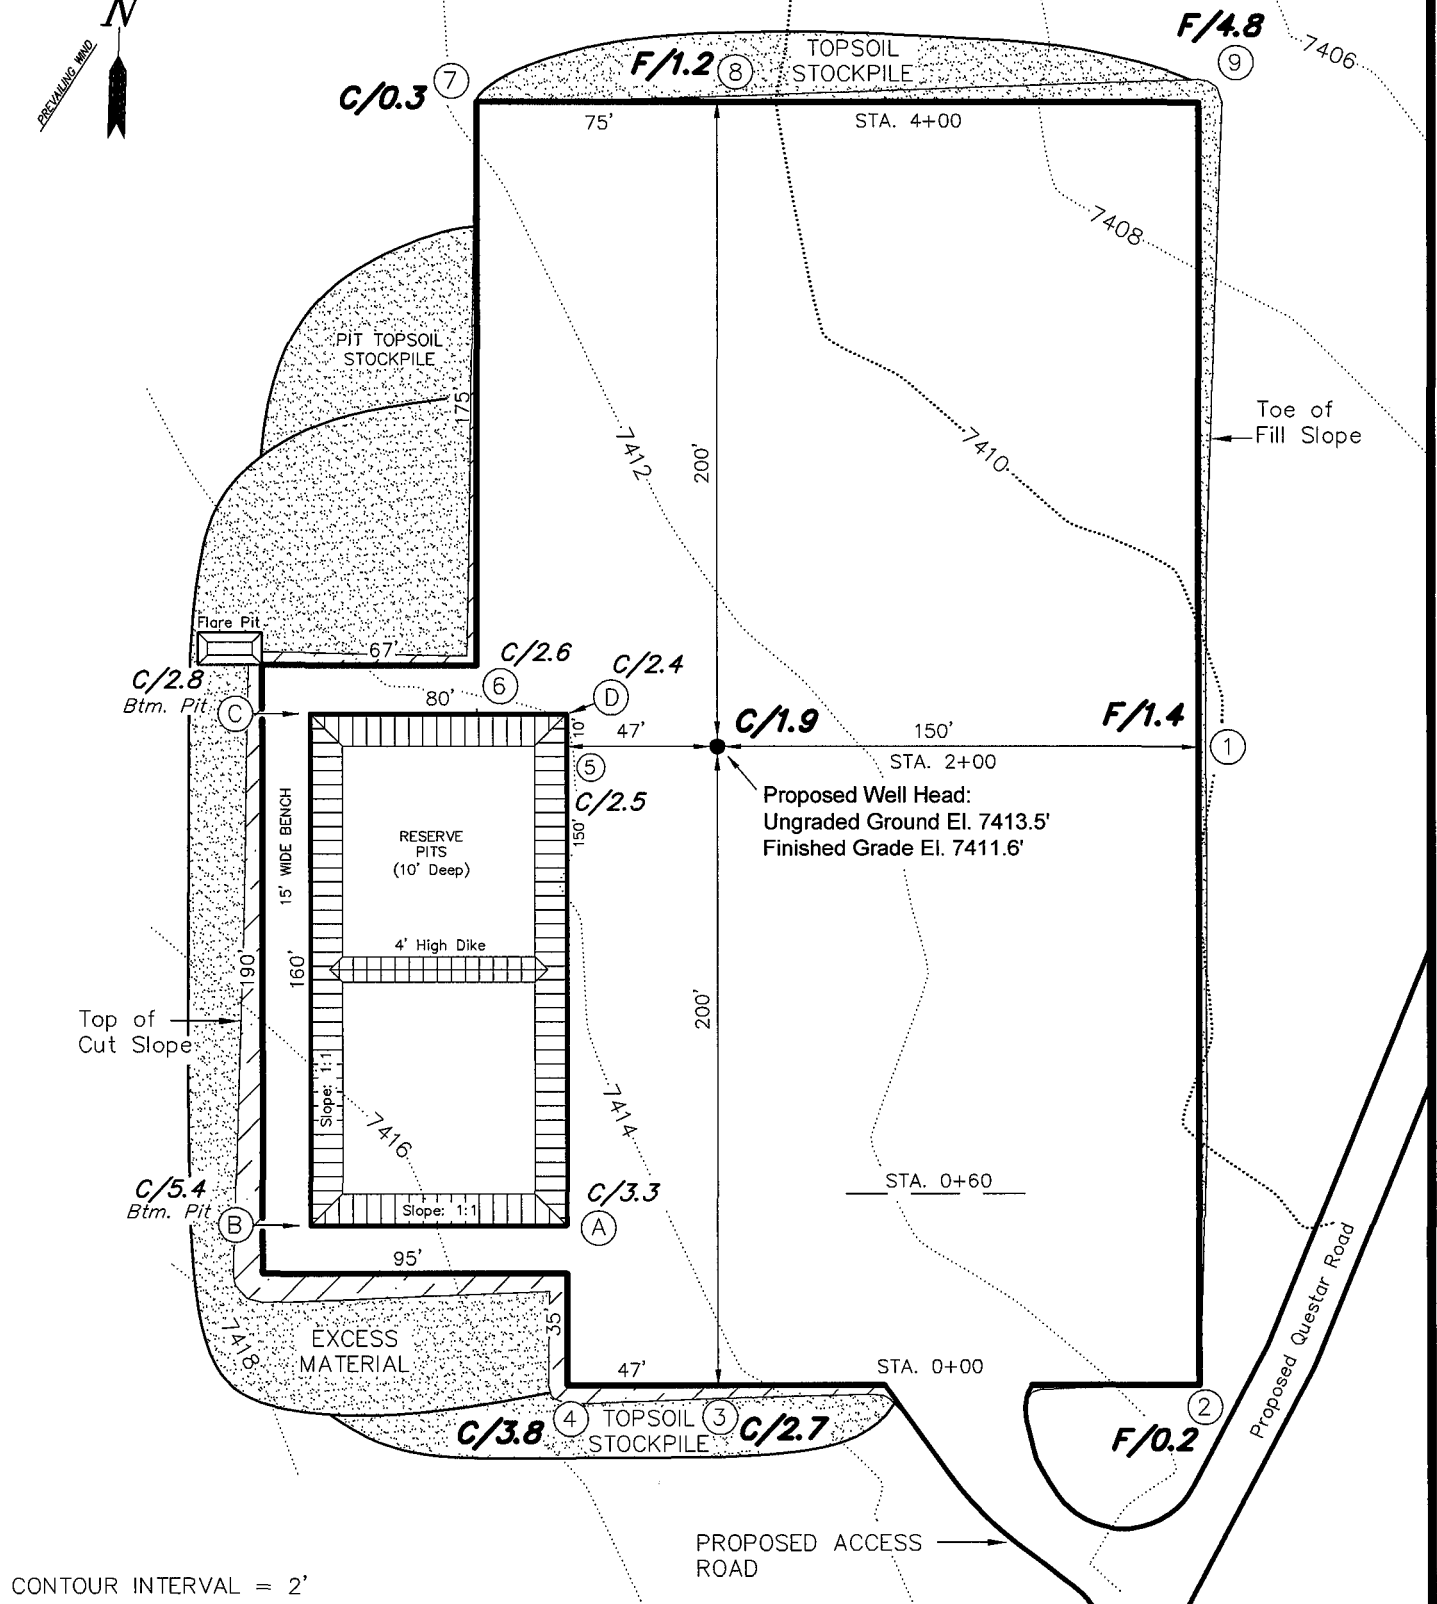 N
PREVAILING WIND
F/4.8
9
7406
TOPSOIL
STOCKPILE
F/1.2
8
7
C/0.3
75'
STA. 4+00
7408
PIT TOPSOIL
STOCKPILE
175'
7412
200'
7410
Toe of
Fill Slope
Flare Pit
67'
C/2.6
6
C/2.4
D
C/2.8
Btm. Pit
C
80'
10'
47'
C/1.9
150'
STA. 2+00
F/1.4
1
5
C/2.5
150'
Proposed Well Head:
Ungraded Ground El. 7413.5'
Finished Grade El. 7411.6'
15' WIDE BENCH
RESERVE
PITS
(10' Deep)
4' High Dike
190'
160'
200'
Top of
Cut Slope
Slope: 1:1
7416
7414
C/5.4
Btm. Pit
B
Slope: 1:1
C/3.3
A
STA. 0+60
95'
35'
7418
EXCESS
MATERIAL
47'
STA. 0+00
Proposed Questar Road
C/3.8
4
TOPSOIL
STOCKPILE
3
C/2.7
2
F/0.2
PROPOSED ACCESS
ROAD
CONTOUR INTERVAL = 2'